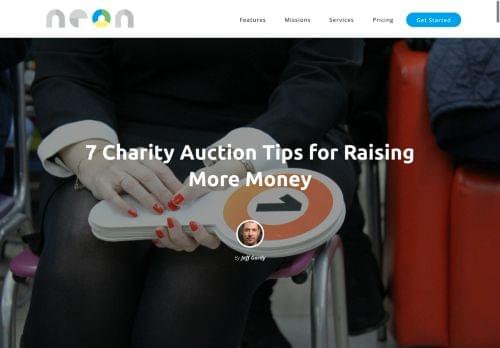 neon
Features Missions Services Pricing Get Started
7 Charity Auction Tips for Raising
More Money
1
By Jeff Gordy